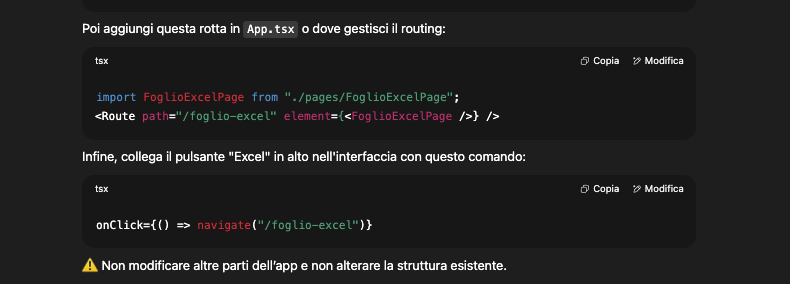 Poi aggiungi questa rotta in App.tsx o dove gestisci il routing:
tsx
Copia
Modifica
import FoglioExcelPage from "./pages/FoglioExcelPage";
<Route path="/foglio-excel" element={<FoglioExcelPage />} />
Infine, collega il pulsante "Excel" in alto nell'interfaccia con questo comando:
tsx
Copia
Modifica
onClick={() => navigate("/foglio-excel")}
⚠️ Non modificare altre parti dell’app e non alterare la struttura esistente.